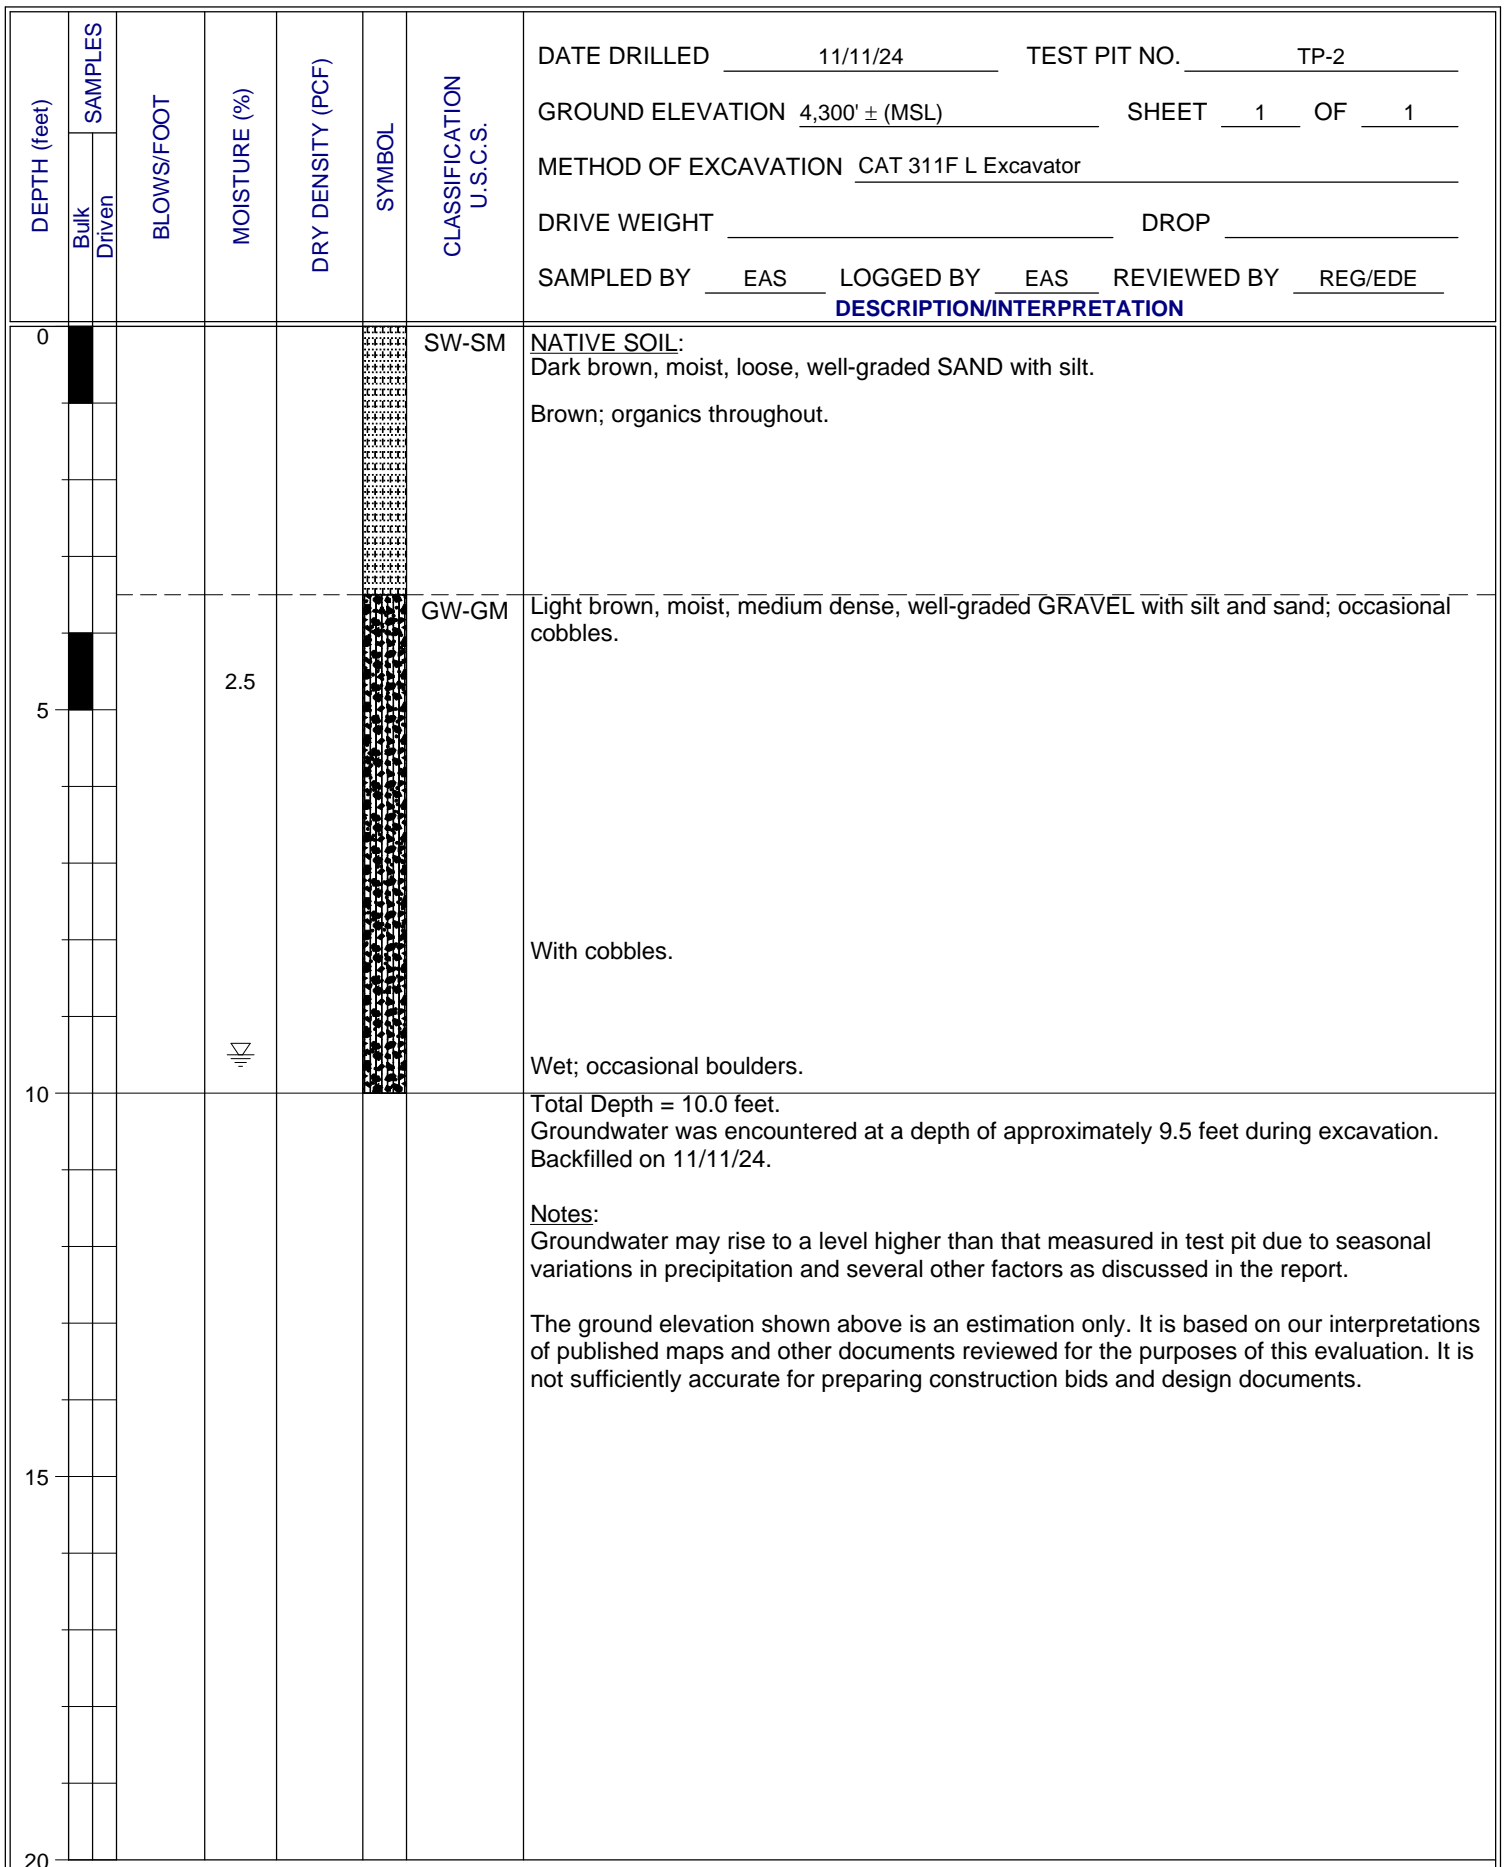 DEPTH (feet)
SAMPLES
Bulk
Driven
BLOWS/FOOT
MOISTURE (%)
DRY DENSITY (PCF)
SYMBOL
CLASSIFICATION
U.S.C.S.
DATE DRILLED 11/11/24 TEST PIT NO. TP-2
GROUND ELEVATION 4,300' ± (MSL) SHEET 1 OF 1
METHOD OF EXCAVATION CAT 311F L Excavator
DRIVE WEIGHT DROP
SAMPLED BY EAS LOGGED BY EAS REVIEWED BY REG/EDE
DESCRIPTION/INTERPRETATION
0 SW-SM NATIVE SOIL:
Dark brown, moist, loose, well-graded SAND with silt.
Brown; organics throughout.
GW-GM Light brown, moist, medium dense, well-graded GRAVEL with silt and sand; occasional
cobbles.
2.5
5
With cobbles.
Wet; occasional boulders.
10
Total Depth = 10.0 feet.
Groundwater was encountered at a depth of approximately 9.5 feet during excavation.
Backfilled on 11/11/24.
Notes:
Groundwater may rise to a level higher than that measured in test pit due to seasonal
variations in precipitation and several other factors as discussed in the report.
The ground elevation shown above is an estimation only. It is based on our interpretations
of published maps and other documents reviewed for the purposes of this evaluation. It is
not sufficiently accurate for preparing construction bids and design documents.
15
20